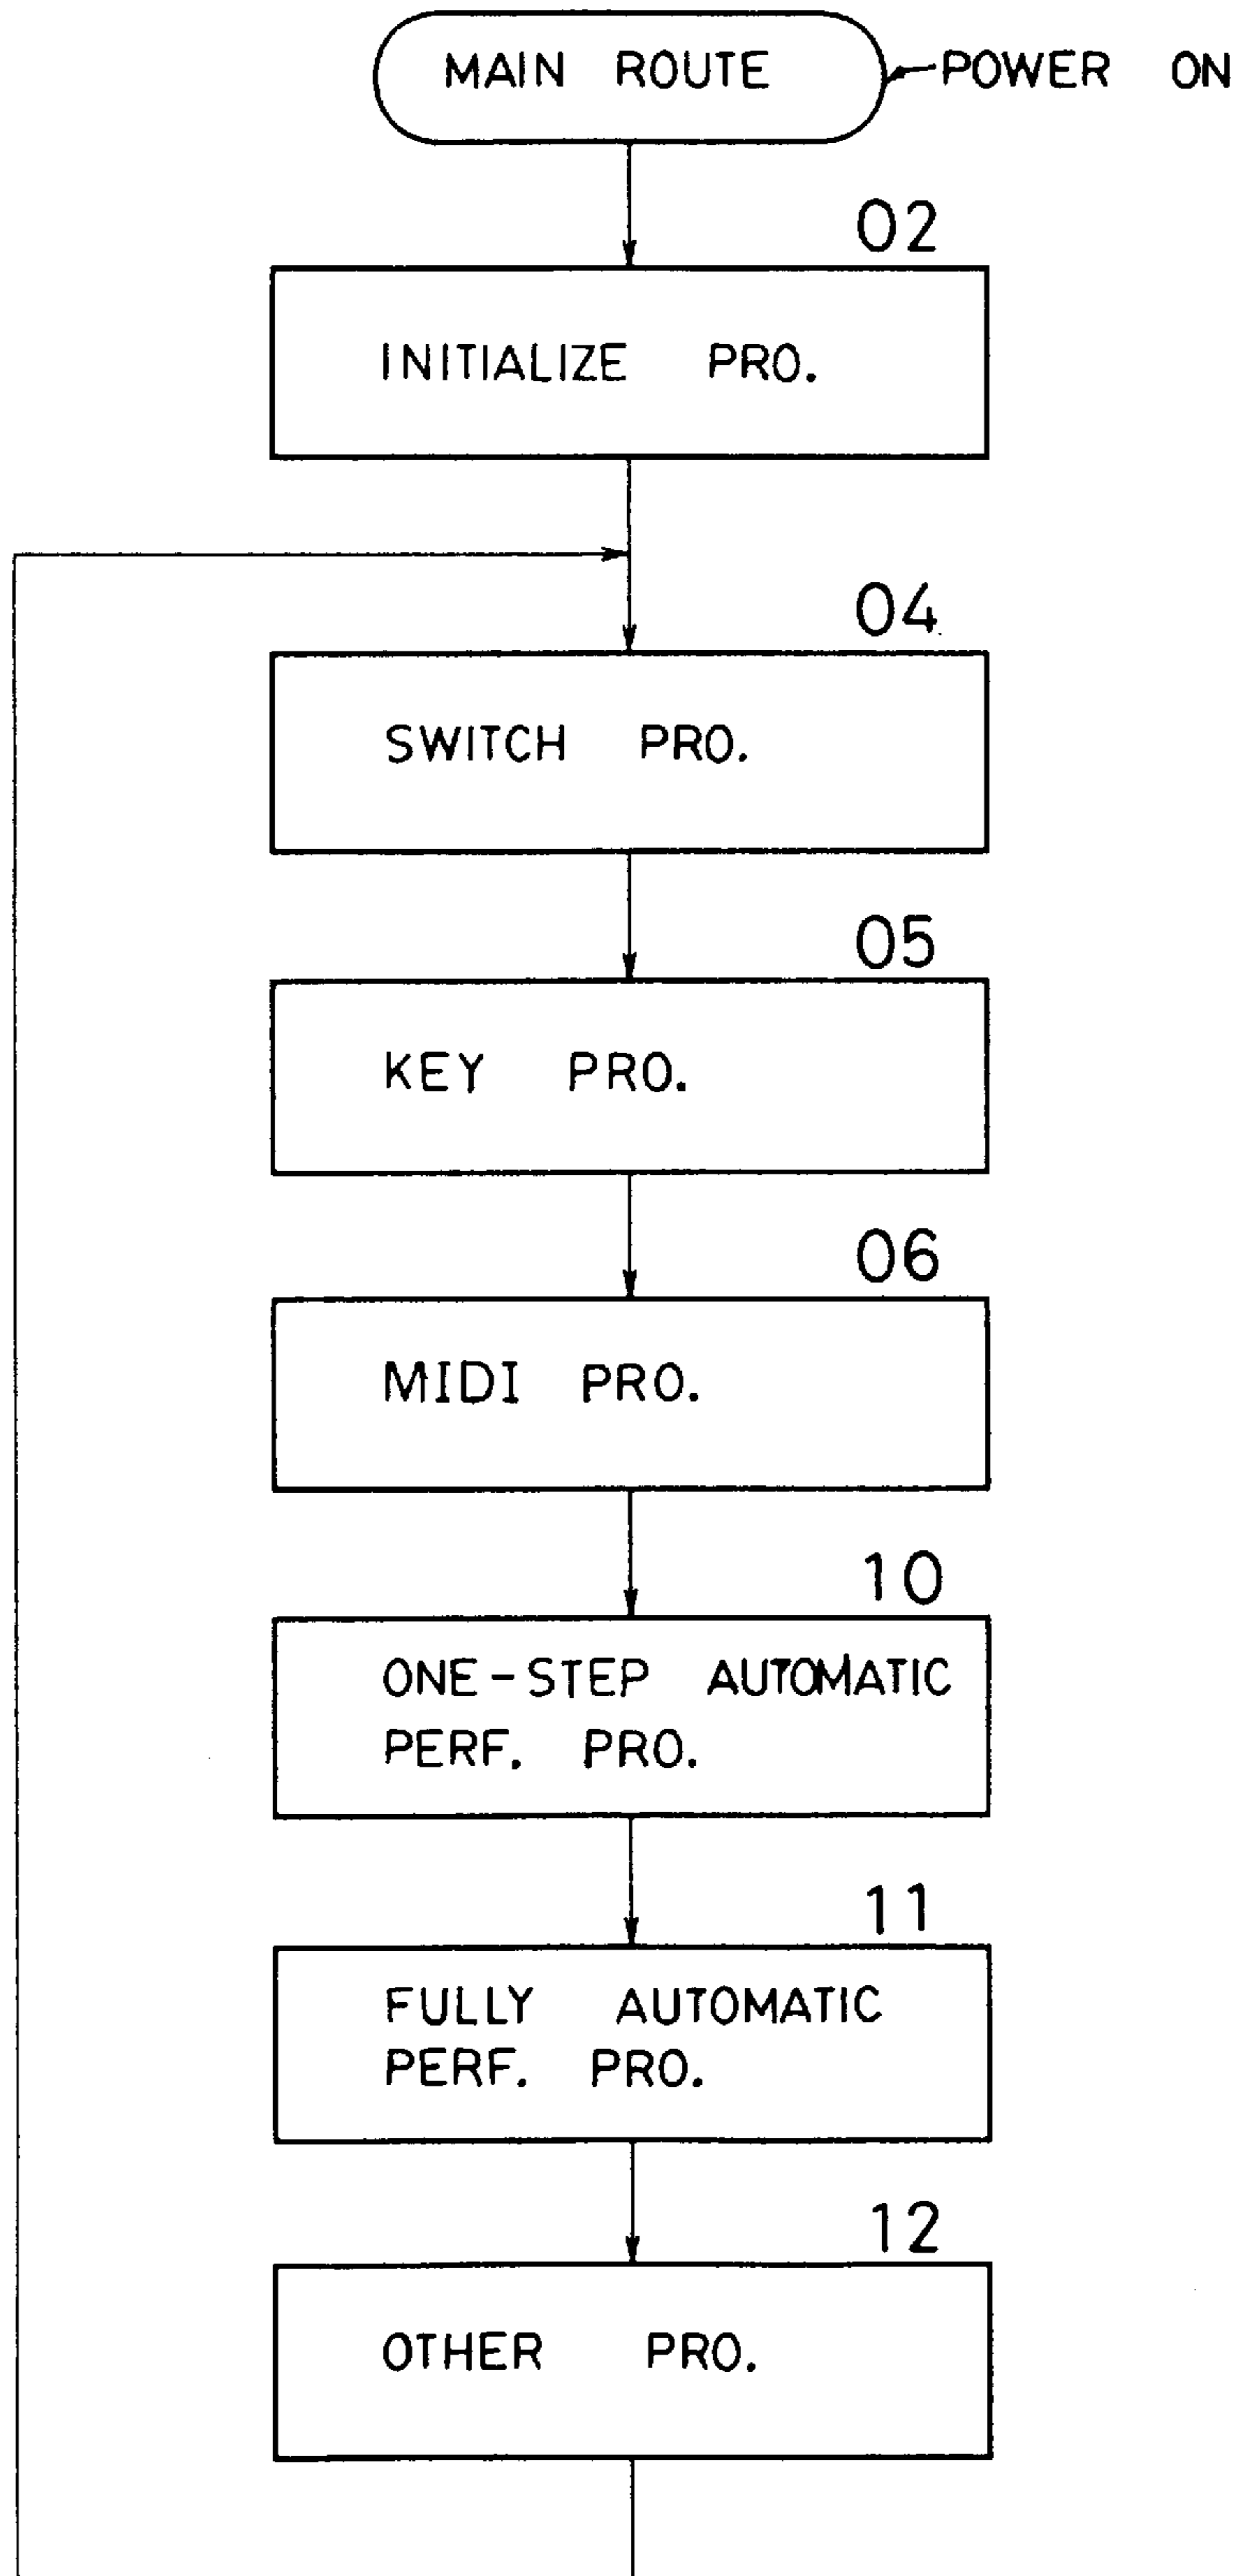 MAIN ROUTE
POWER ON
02
INITIALIZE PRO.
04
SWITCH PRO.
05
KEY PRO.
06
MIDI PRO.
10
ONE-STEP AUTOMATIC
PERF. PRO.
11
FULLY AUTOMATIC
PERF. PRO.
12
OTHER PRO.